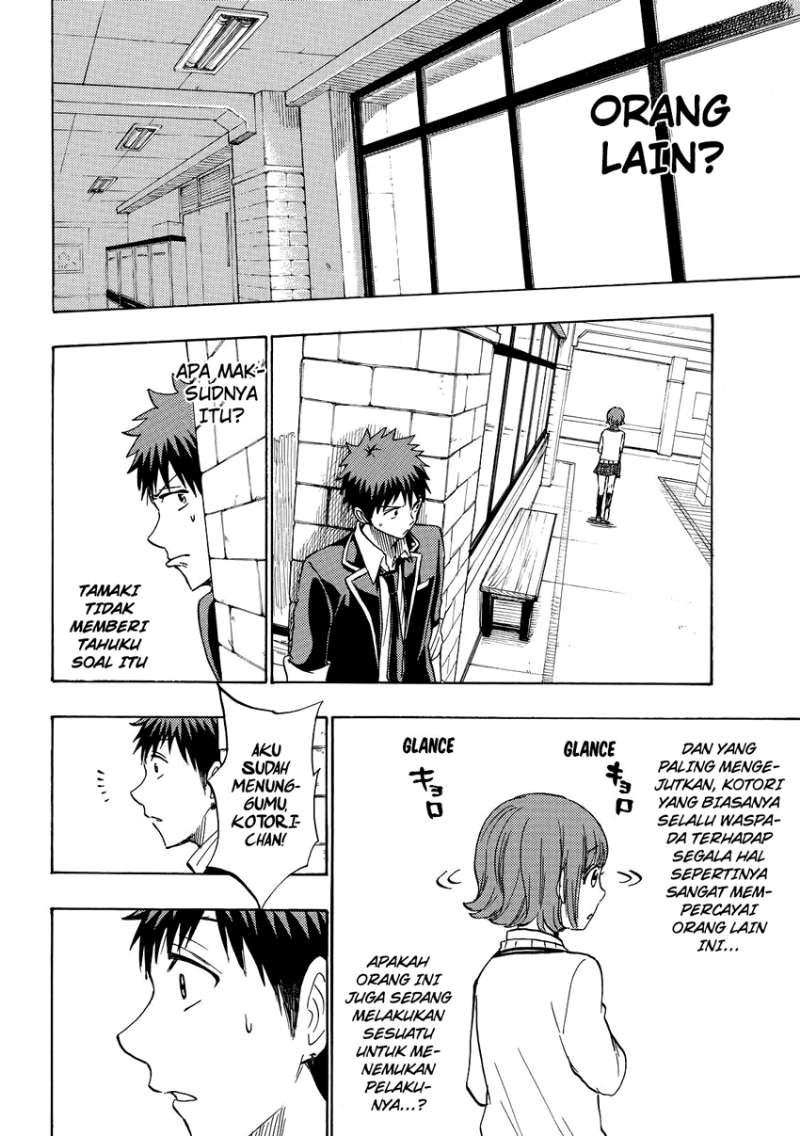 ORANG
LAIN?
APA MAK-
SUDNYA
ITU?
TAMAKI
TIDAK
MEMBERI
TAHUKU
SOAL ITU
DAN YANG
PALING MENGE-
JUTKAN, KOTORI
YANG BIASANYA
SELALU WASPA-
DA TERHADAP
SEGALA HAL
SEPERTINYA
SANGAT MEM-
PERCAYAI
ORANG LAIN
INI...
GLANCE
キョロ
GLANCE
キョロ
APAKAH
ORANG INI
JUGA SEDANG
MELAKUKAN
SESUATU
UNTUK ME-
NEMUKAN
PELAKU-
NYA...?
AKU
SUDAH
MENUNG-
GUMU,
KOTORI-
CHAN!